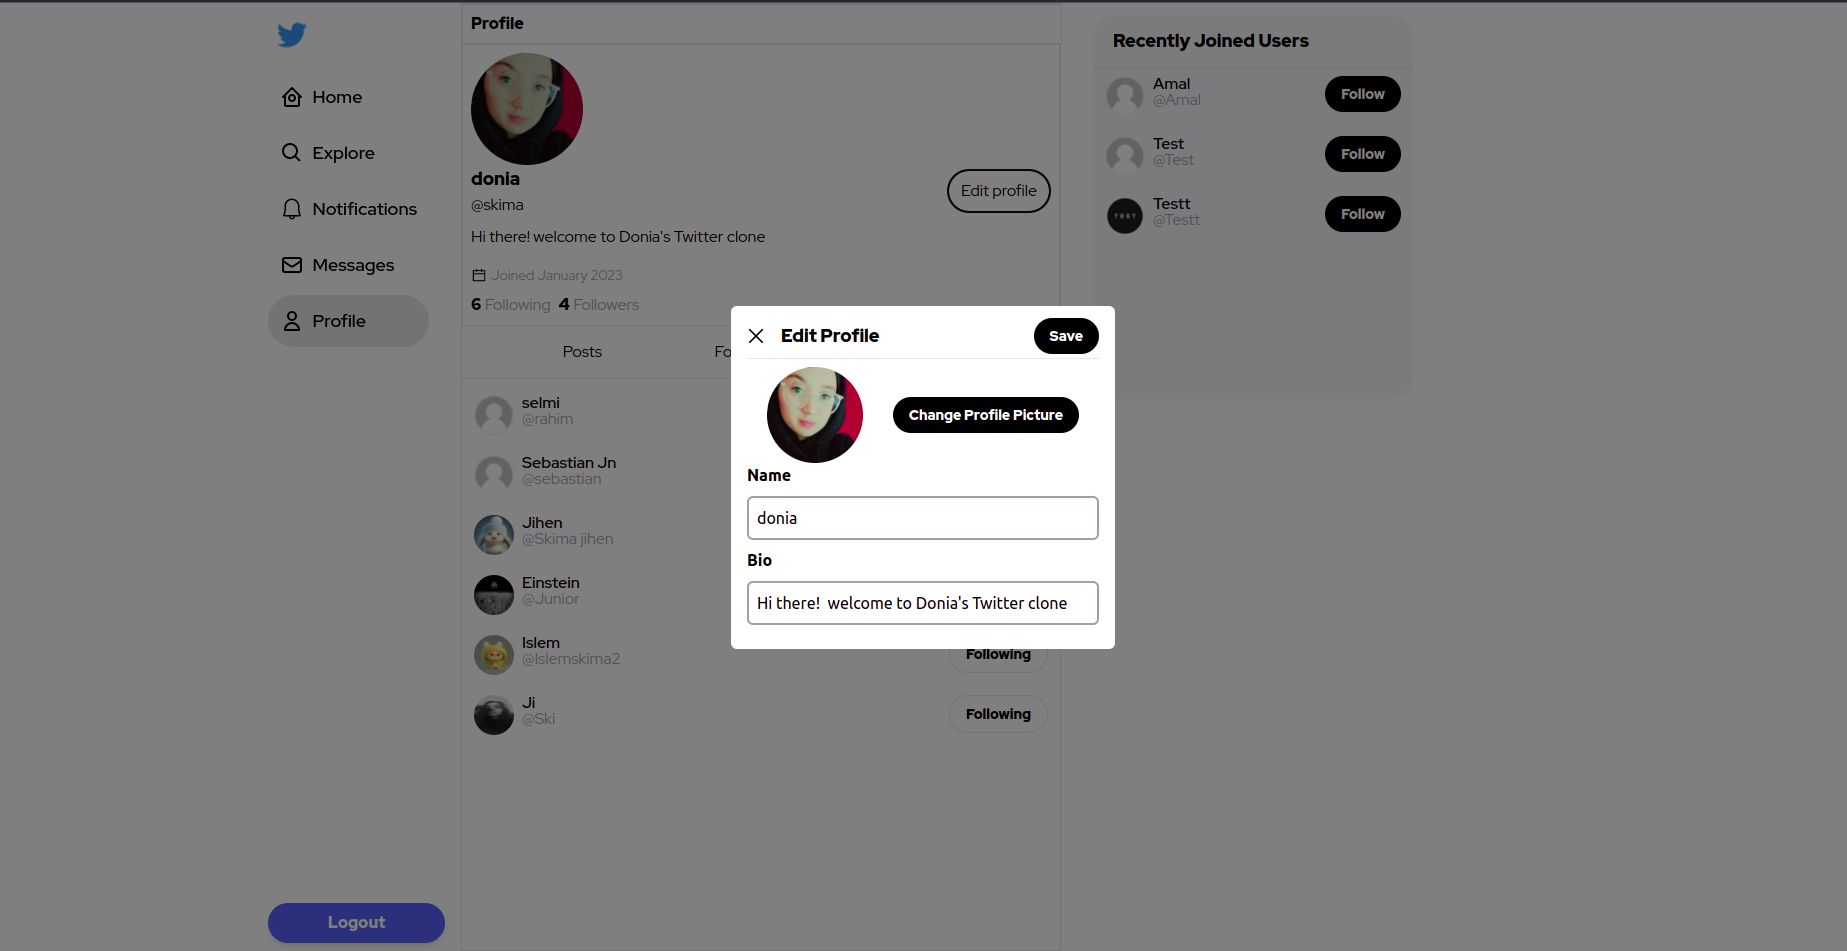 Home
Explore
Notifications
Messages
Profile
Logout
Profile
donia
@skima
Edit profile
Hi there! welcome to Donia's Twitter clone
Joined January 2023
6 Following 4 Followers
Posts
Fo
selmi
@rahim
Sebastian Jn
@sebastian
Jihen
@Skima jihen
Einstein
@Junior
Islem
@Islemskima2
Following
Ji
@Ski
Following
Edit Profile
Save
Change Profile Picture
Name
donia
Bio
Hi there!  welcome to Donia's Twitter clone
Recently Joined Users
Amal
@Amal
Follow
Test
@Test
Follow
TEST
Testt
@Testt
Follow